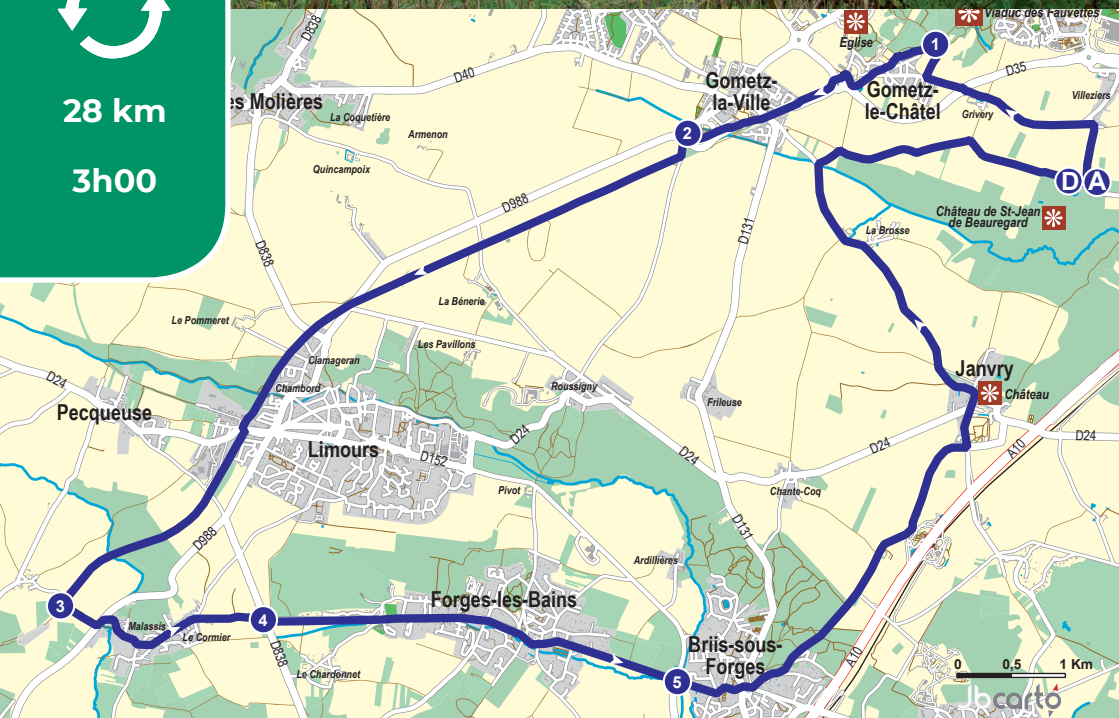 28 km
3h00
Viaduc des Fauvettes
Église
1
D838
D40
D35
Gometz-
la-Ville
Gometz-
le-Châtel
Villeziers
es Molières
La Coquetière
Grivery
Armenon
2
Quincampoix
D A
D988
Château de St-Jean
de Beauregard
D131
La Brosse
D838
La Bénerie
Le Pommeret
Les Pavillons
Clamageran
Janvry
Château
D24
Chambord
Roussigny
Frileuse
Pecqueuse
D24
D24
D24
A10
Limours
D152
D24
Pivot
Chante-Coq
D988
D131
Ardillières
3
Forges-les-Bains
4
Malassis
Le Cormier
Briis-sous-
Forges
D838
Le Chardonnet
5
A10
0 0,5 1 Km
Jbcarto